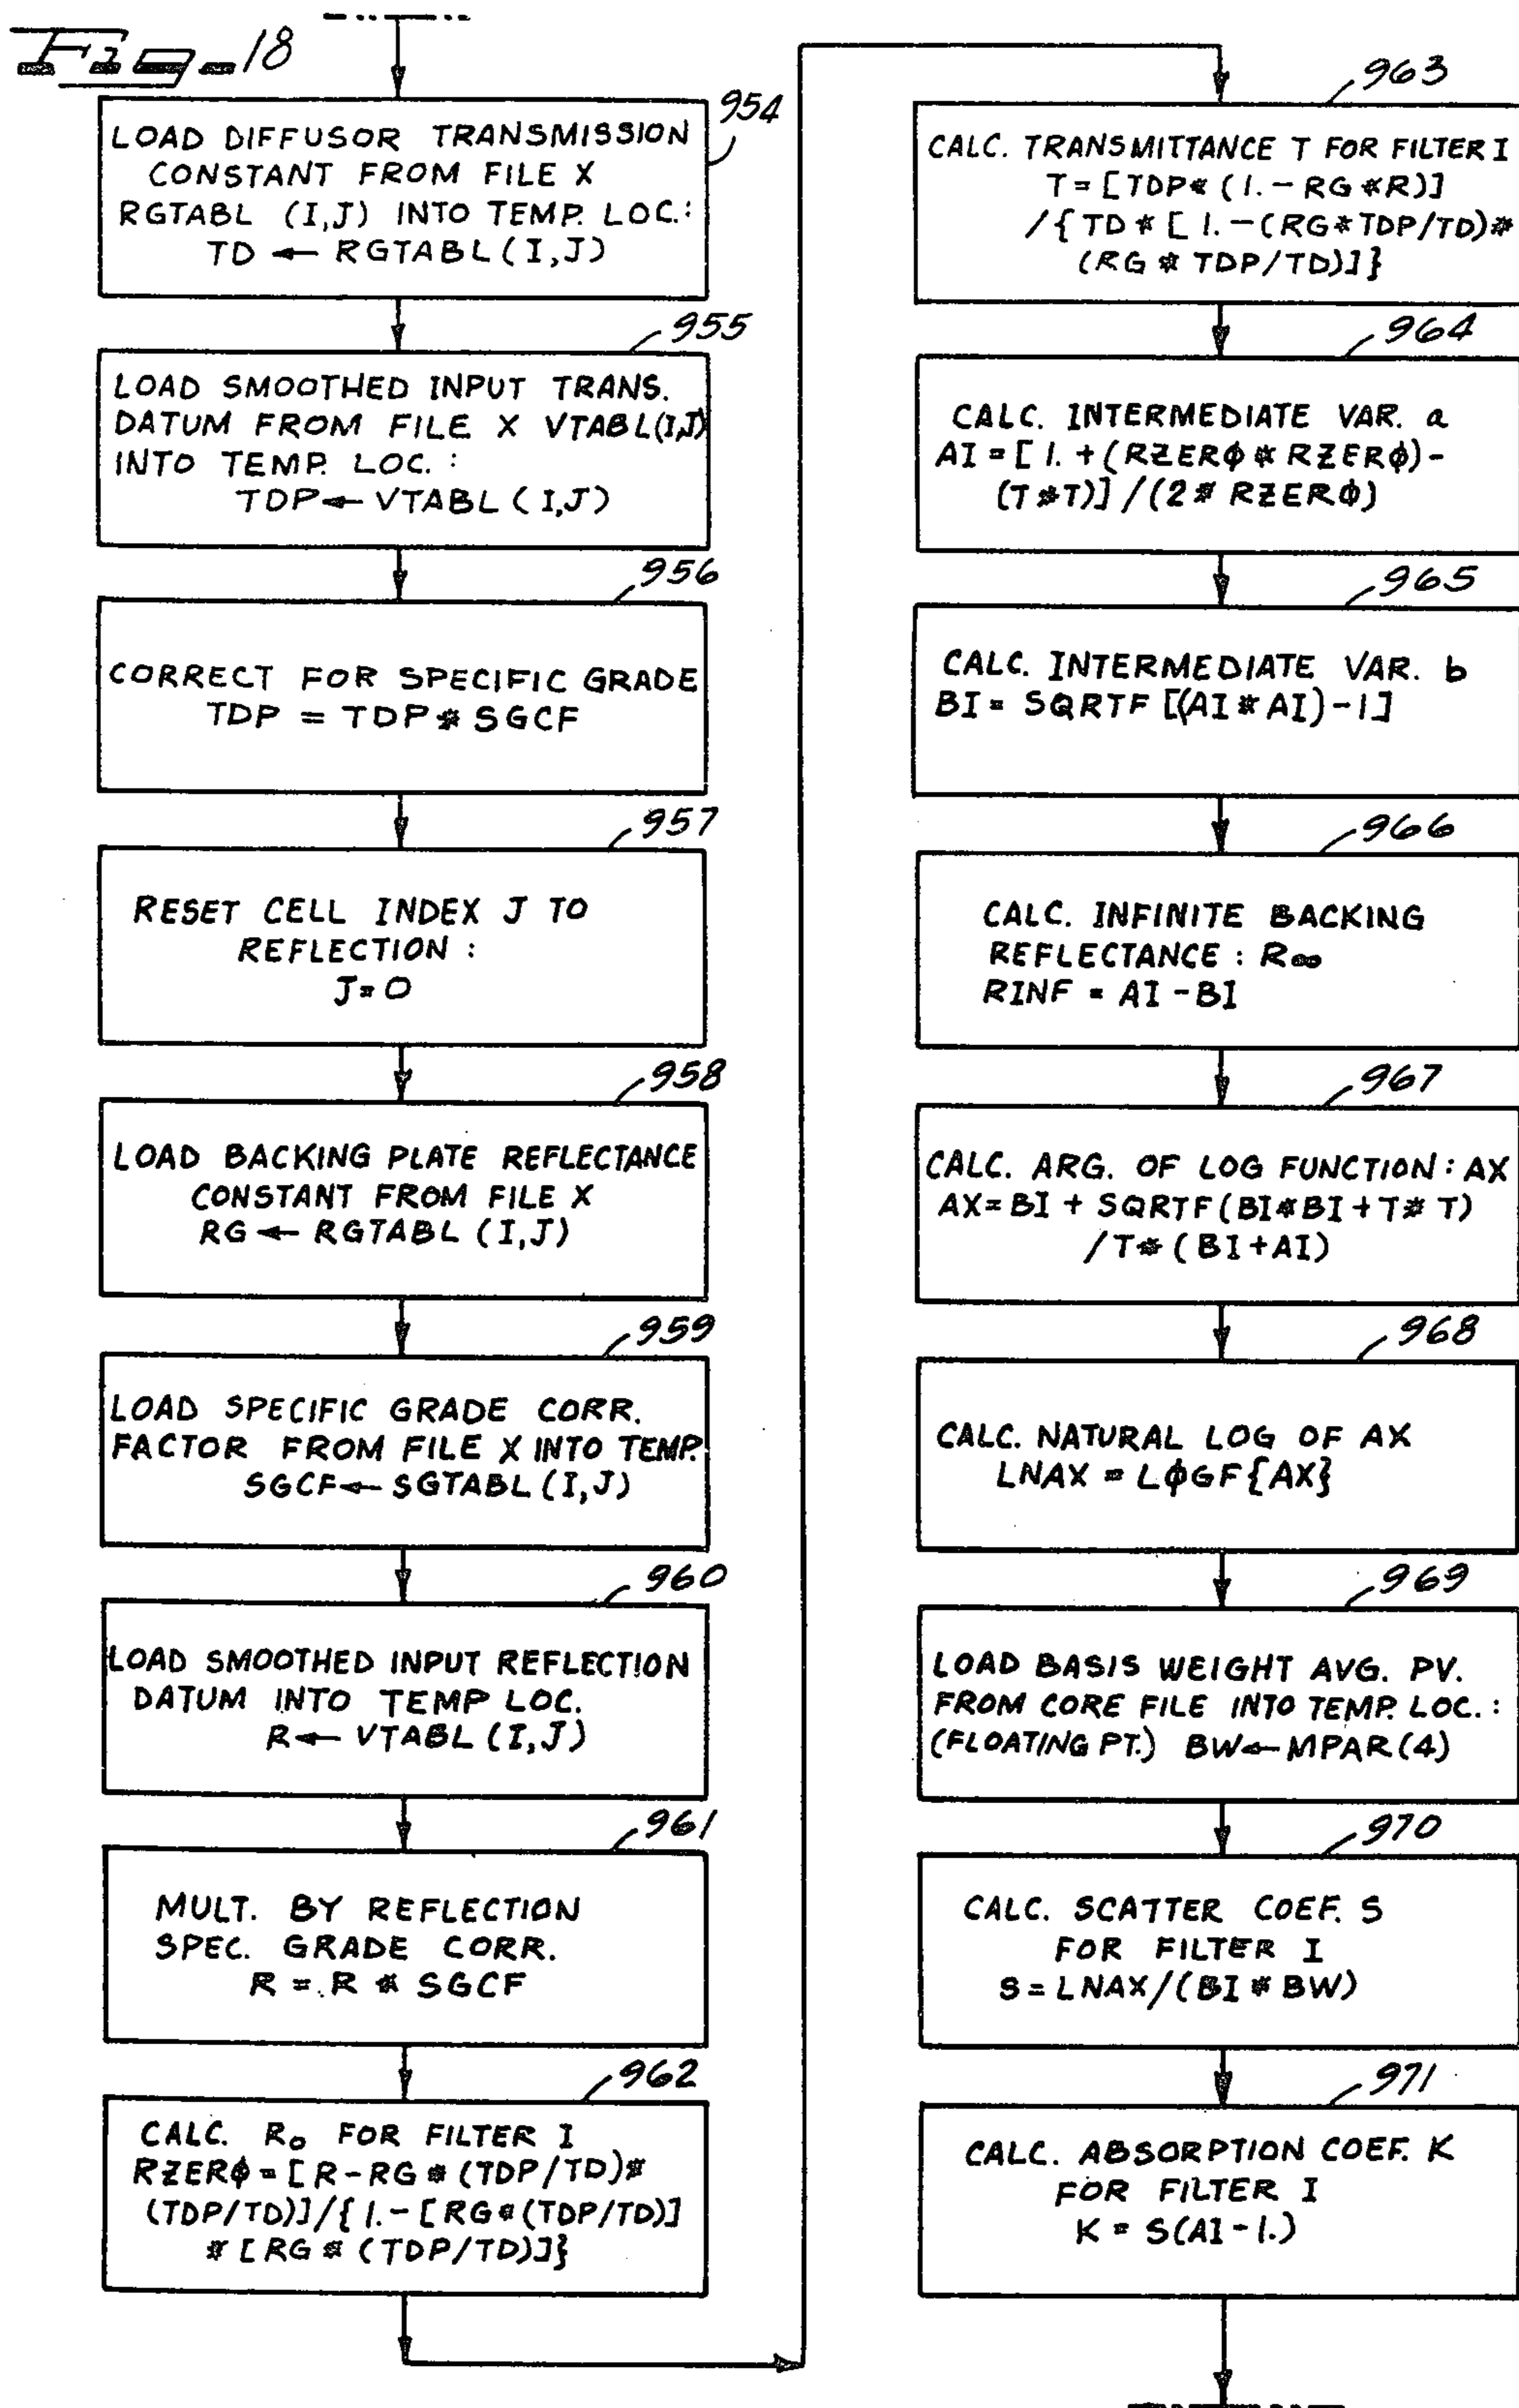 Fig-18
954
LOAD DIFFUSOR TRANSMISSION
CONSTANT FROM FILE X
RGTABL (I,J) INTO TEMP. LOC.:
TD ← RGTABL(I,J)
955
LOAD SMOOTHED INPUT TRANS.
DATUM FROM FILE X VTABL(I,J)
INTO TEMP. LOC. :
TDP ← VTABL (I,J)
956
CORRECT FOR SPECIFIC GRADE
TDP = TDP * SGCF
957
RESET CELL INDEX J TO
REFLECTION :
J=0
958
LOAD BACKING PLATE REFLECTANCE
CONSTANT FROM FILE X
RG ← RGTABL (I,J)
959
LOAD SPECIFIC GRADE CORR.
FACTOR FROM FILE X INTO TEMP.
SGCF ← SGTABL (I,J)
960
LOAD SMOOTHED INPUT REFLECTION
DATUM INTO TEMP LOC.
R ← VTABL (I,J)
961
MULT. BY REFLECTION
SPEC. GRADE CORR.
R = R * SGCF
962
CALC. R₀ FOR FILTER I
RZERφ = [R-RG * (TDP/TD)*
(TDP/TD)]/{1.-[RG*(TDP/TD)]
* [RG * (TDP/TD)]}
963
CALC. TRANSMITTANCE T FOR FILTER I
T = [TDP * (1.-RG *R)]
/{TD * [1.-(RG*TDP/TD)*
(RG * TDP/TD)]}
964
CALC. INTERMEDIATE VAR. a
AI = [1.+(RZERφ * RZERφ)-
(T*T)]/(2* RZERφ)
965
CALC. INTERMEDIATE VAR. b
BI = SQRTF [(AI * AI)-1]
966
CALC. INFINITE BACKING
REFLECTANCE : R∞
RINF = AI -BI
967
CALC. ARG. OF LOG FUNCTION : AX
AX=BI + SQRTF(BI*BI+T* T)
/T* (BI+AI)
968
CALC. NATURAL LOG OF AX
LNAX = LφGF{AX}
969
LOAD BASIS WEIGHT AVG. PV.
FROM CORE FILE INTO TEMP. LOC. :
(FLOATING PT.) BW ← MPAR(4)
970
CALC. SCATTER COEF. S
FOR FILTER I
S = LNAX/(BI * BW)
971
CALC. ABSORPTION COEF. K
FOR FILTER I
K = S(AI-1.)